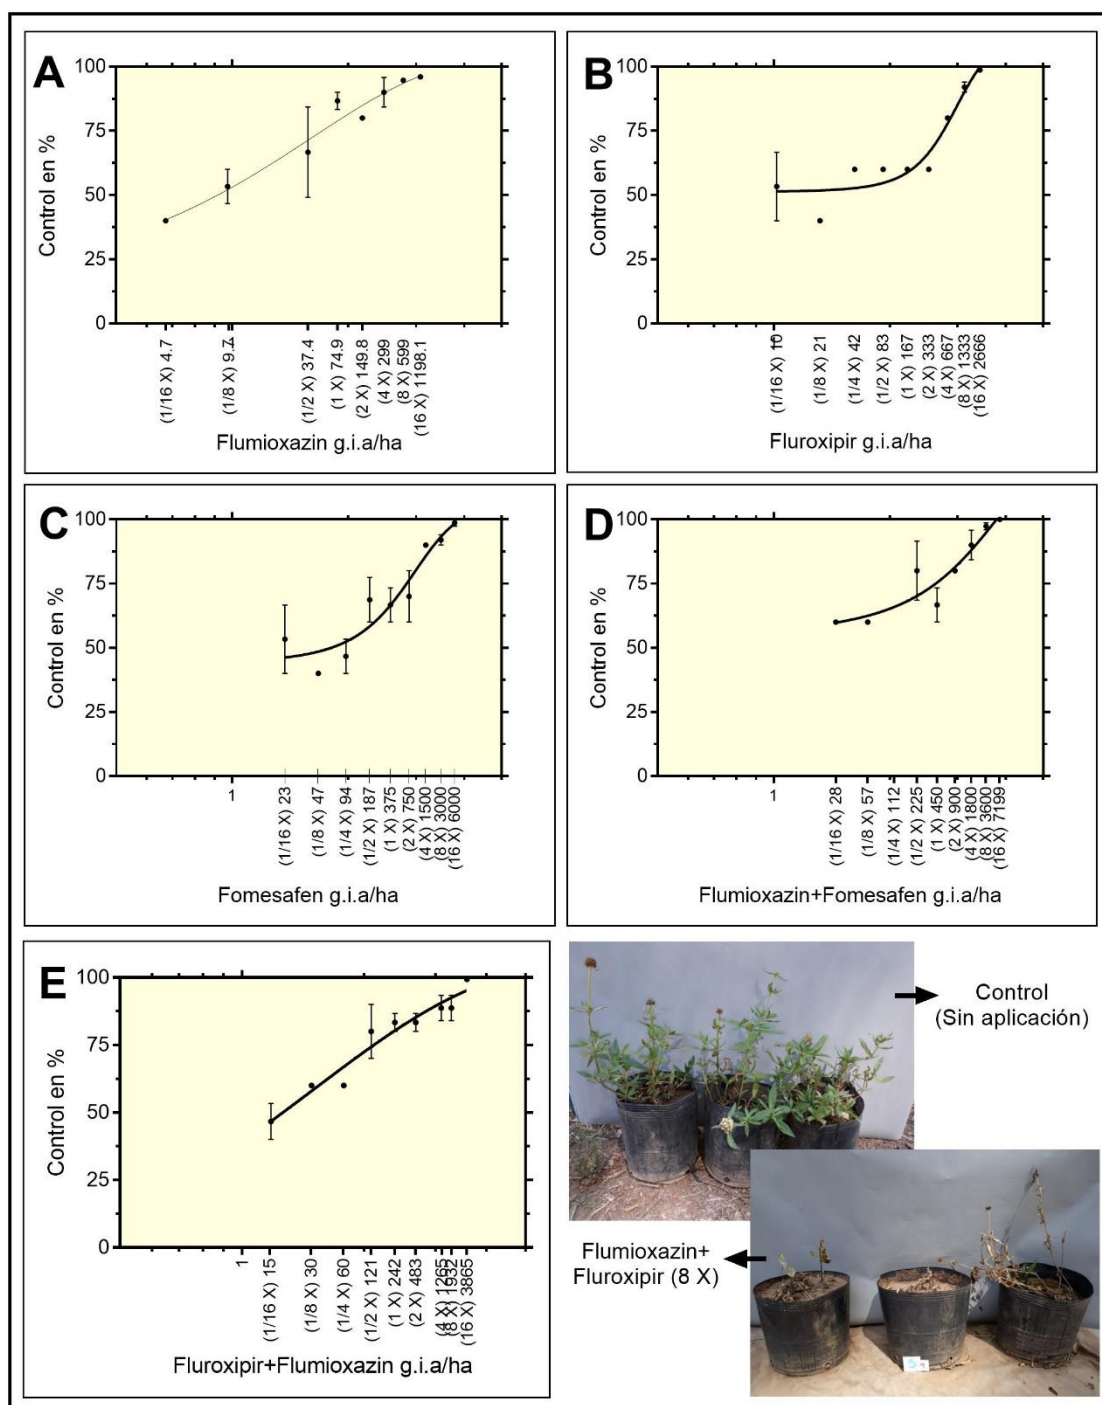 A
100
75
50
25
0
Control en %
(1/16 X) 4.7
(1/8 X) 9.4
(1/2 X) 37.4
(1 X) 74.9
(2 X) 149.8
(4 X) 299
(8 X) 599
(16 X) 11198.1
Flumioxazin g.i.a/ha
B
100
75
50
25
0
Control en %
(1/16 X) 10
(1/8 X) 21
(1/4 X) 42
(1/2 X) 83
(1 X) 167
(2 X) 333
(4 X) 667
(8 X) 1333
(16 X) 2666
Fluroxipir g.i.a/ha
C
100
75
50
25
0
Control en %
1
(1/16 X) 23
(1/8 X) 47
(1/4 X) 94
(1/2 X) 187
(1 X) 375
(2 X) 750
(4 X) 1500
(8 X) 3000
(16 X) 6000
Fomesafen g.i.a/ha
D
100
75
50
25
0
Control en %
1
(1/16 X) 28
(1/8 X) 57
(1/4 X) 112
(1/2 X) 225
(1 X) 450
(2 X) 900
(4 X) 1800
(8 X) 3600
(16 X) 7199
Flumioxazin+Fomesafen g.i.a/ha
E
100
75
50
25
0
Control en %
1
(1/16 X) 15
(1/8 X) 30
(1/4 X) 60
(1/2 X) 121
(1 X) 242
(2 X) 483
(4 X) 1265
(8 X) 1932
(16 X) 3865
Fluroxipir+Flumioxazin g.i.a/ha
Control
(Sin aplicación)
Flumioxazin+
Fluroxipir (8 X)